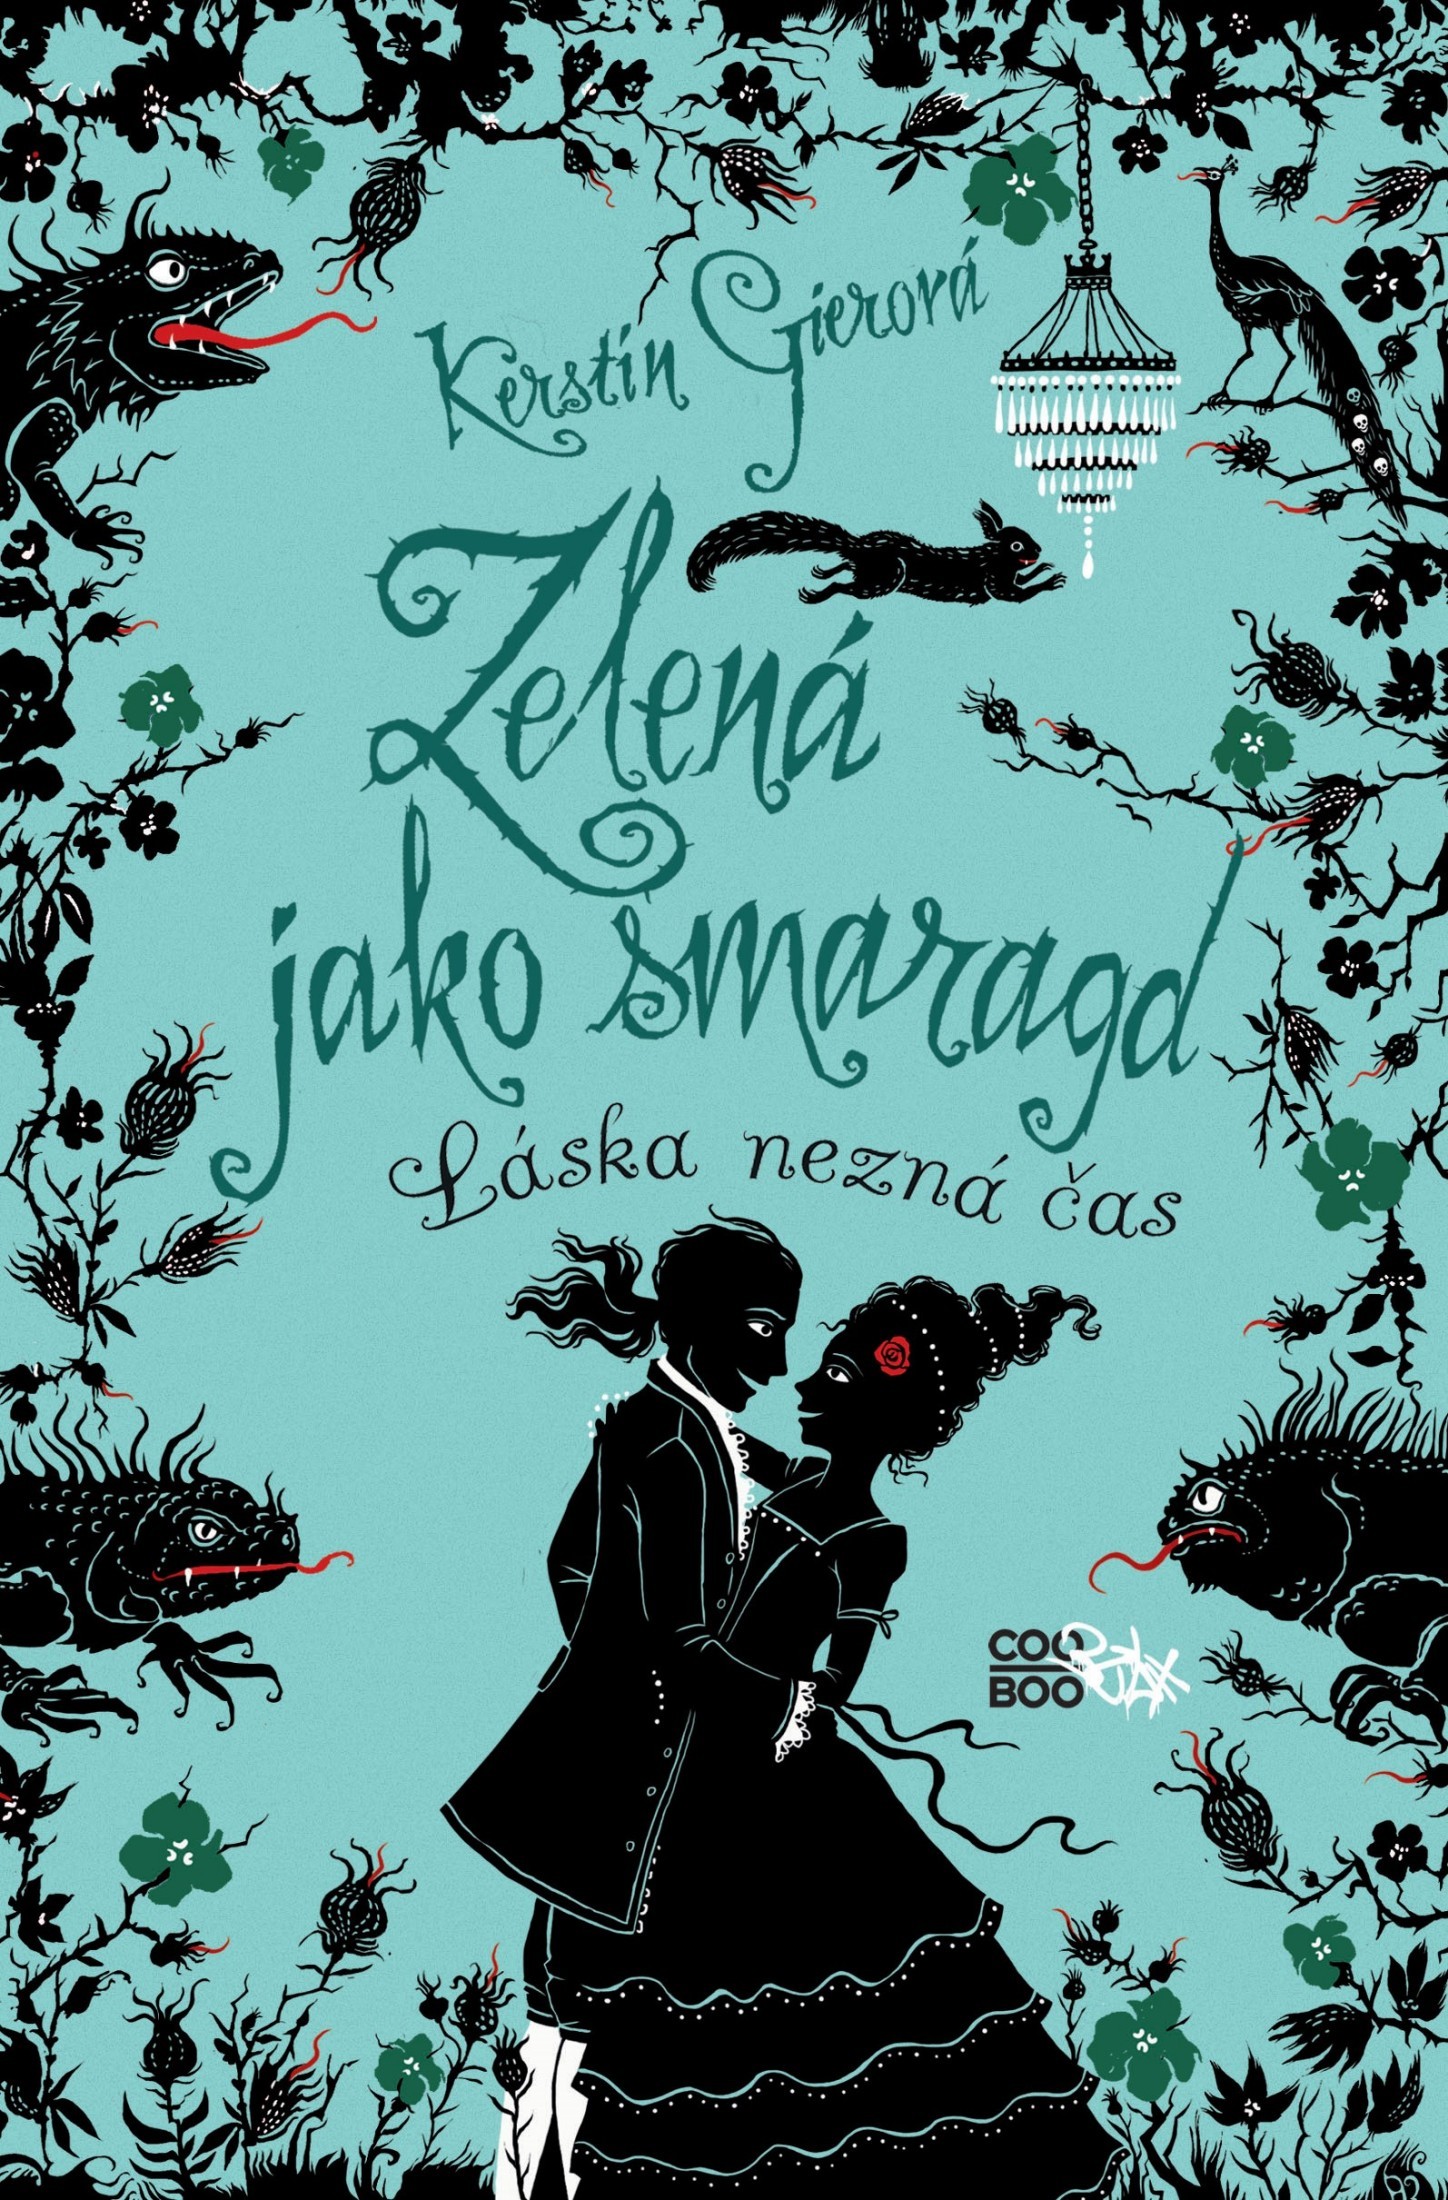 Kerstin Gierová
Zelená
jako smaragd
Láska nezná čas
COO
BOO